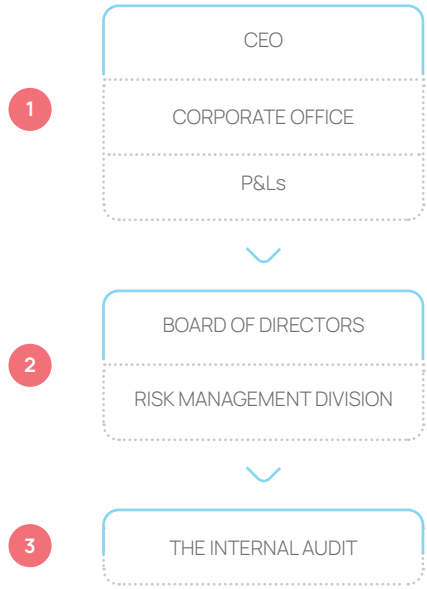 CEO
1
CORPORATE OFFICE
P&Ls
BOARD OF DIRECTORS
2
RISK MANAGEMENT DIVISION
3
THE INTERNAL AUDIT